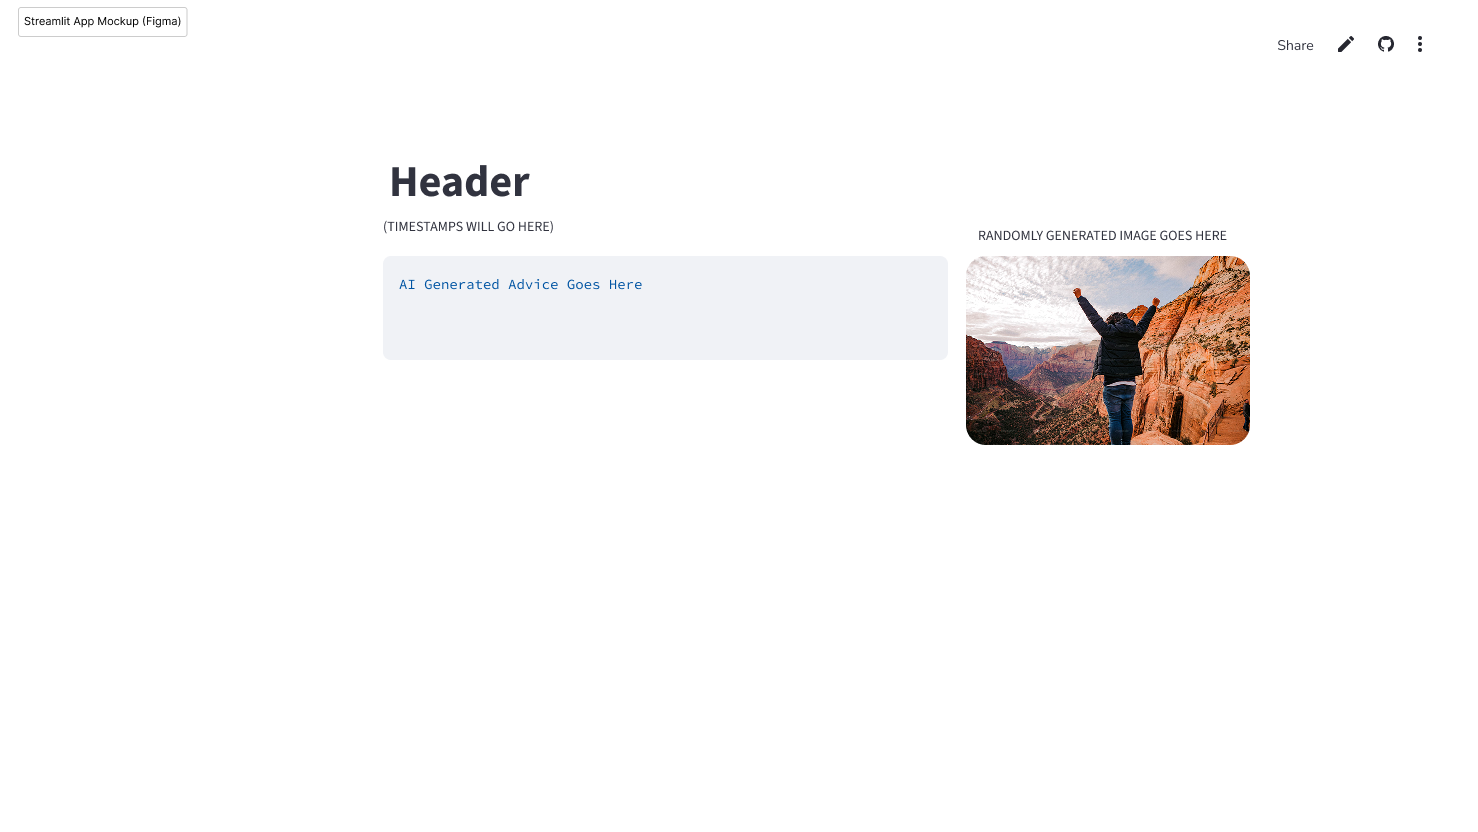 Streamlit App Mockup (Figma)
Share
Header
(TIMESTAMPS WILL GO HERE)
RANDOMLY GENERATED IMAGE GOES HERE
AI Generated Advice Goes Here